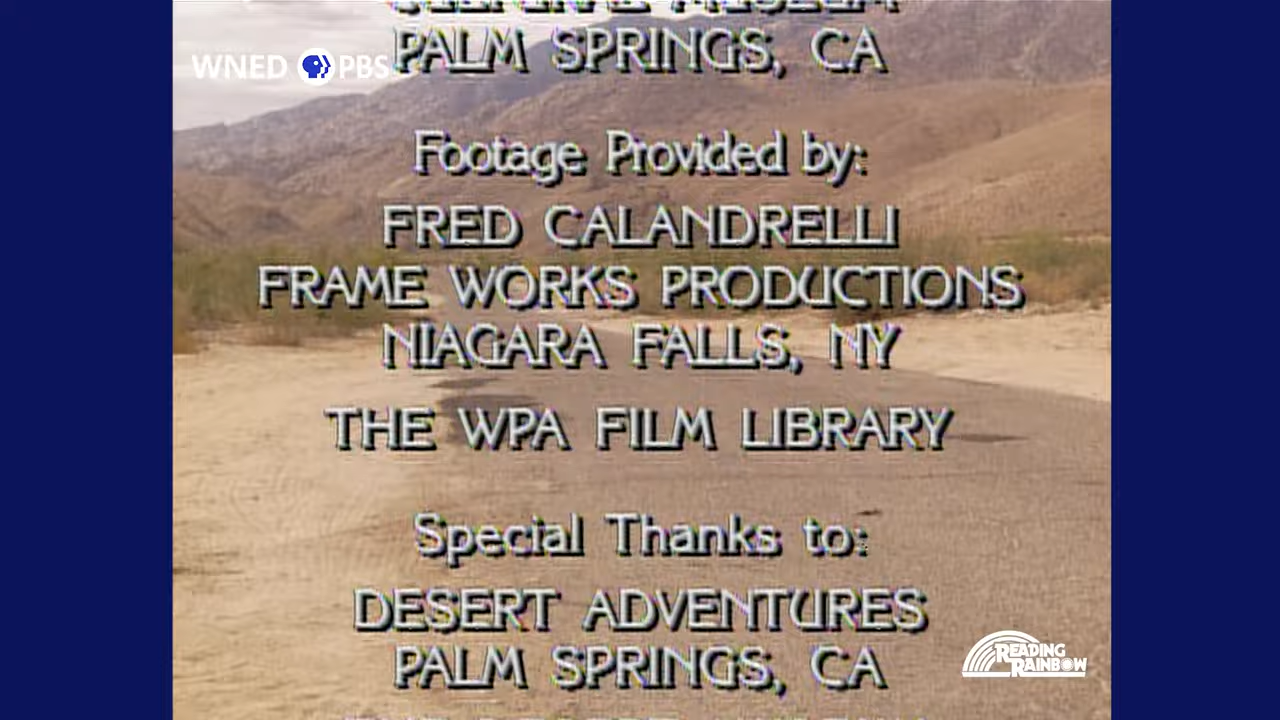 PALM SPRINGS, CA
WNED PBS
Footage Provided by:
FRED CALANDRELLI
FRAME WORKS PRODUCTIONS
NIAGARA FALLS, NY
THE WPA FILM LIBRARY
Special Thanks to:
DESERT ADVENTURES
PALM SPRINGS, CA
READING
RAINBOW